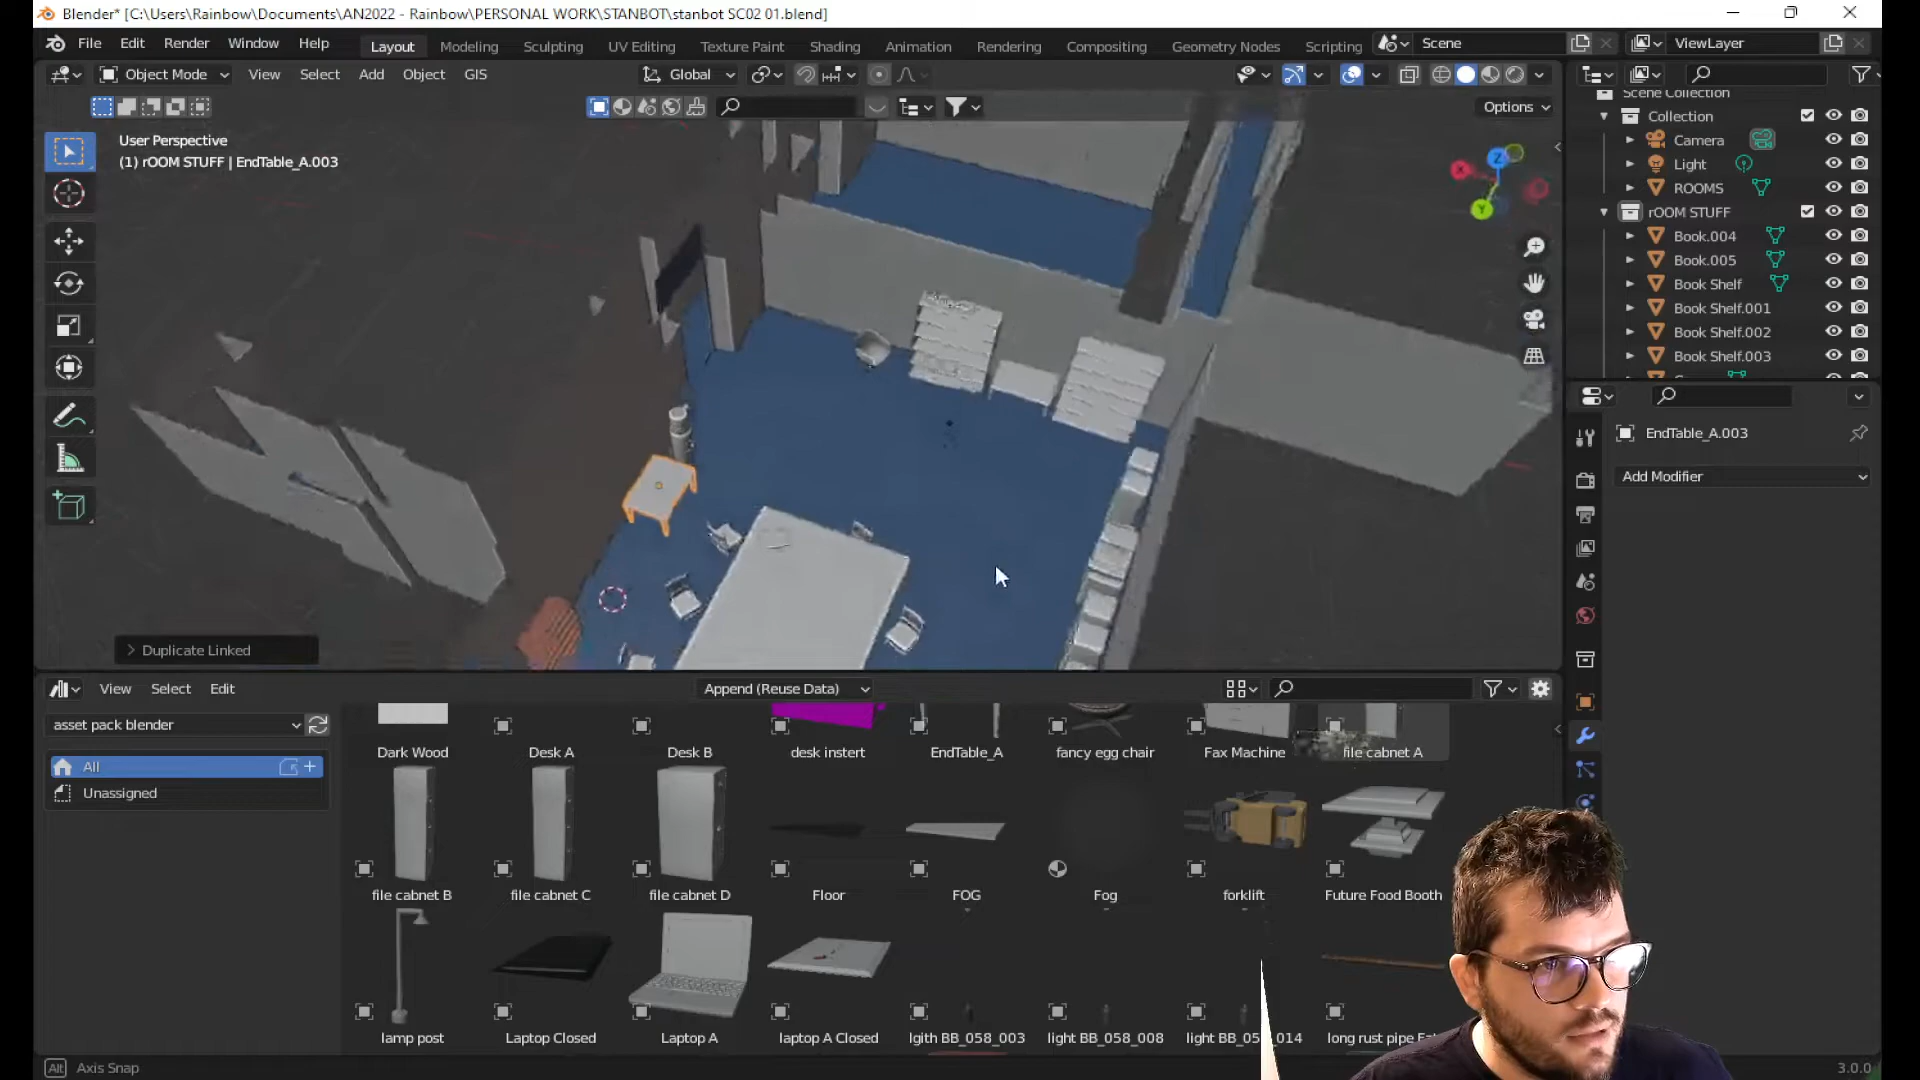 Blender* [C:\Users\Rainbow\Documents\AN2022 - Rainbow\PERSONAL WORK\STANBOT\stanbot SC02 01.blend]
File Edit Render Window Help Layout Modeling Sculpting UV Editing Texture Paint Shading Animation Rendering Compositing Geometry Nodes Scripting Scene ViewLayer
Object Mode View Select Add Object GIS Global
Options
User Perspective
(1) rOOM STUFF | EndTable_A.003
Z
X
Y
Scene Collection
Collection
Camera
Light
ROOMS
rOOM STUFF
Book.004
Book.005
Book Shelf
Book Shelf.001
Book Shelf.002
Book Shelf.003
EndTable_A.003
Add Modifier
Duplicate Linked
View Select Edit Append (Reuse Data)
asset pack blender
All
Unassigned
Dark Wood Desk A Desk B desk instert EndTable_A fancy egg chair Fax Machine file cabnet A
file cabnet B file cabnet C file cabnet D Floor FOG Fog forklift Future Food Booth
lamp post Laptop Closed Laptop A laptop A Closed lgith BB_058_003 light BB_058_008 light BB_05 _014 long rust pipe
Alt Axis Snap 3.0.0